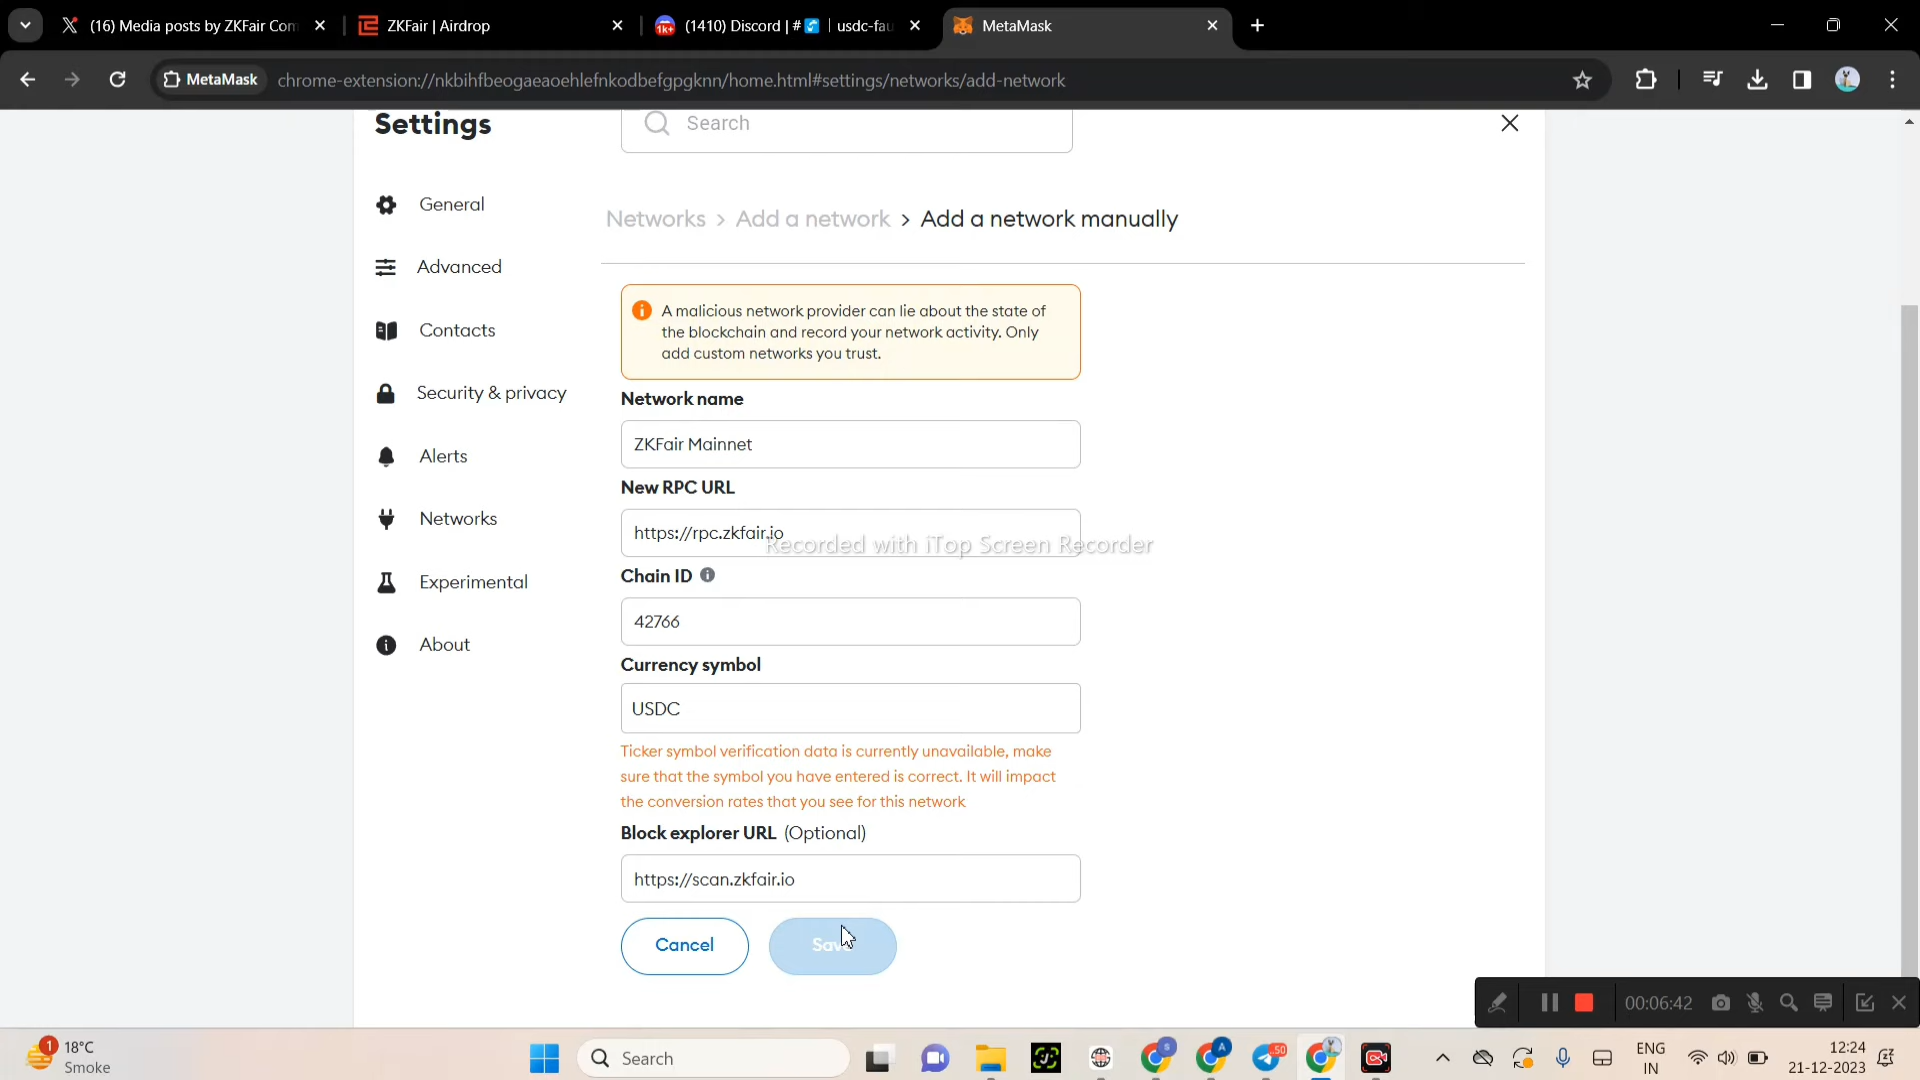 (16) Media posts by ZKFair Com
ZKFair | Airdrop
1k+
(1410) Discord | #
| usdc-fau
MetaMask
MetaMask
chrome-extension://nkbihfbeogaeaoehlefnkodbefgpgknn/home.html#settings/networks/add-network
Settings
Search
General
Advanced
Contacts
Security & privacy
Alerts
Networks
Experimental
About
Networks > Add a network > Add a network manually
A malicious network provider can lie about the state of
the blockchain and record your network activity. Only
add custom networks you trust.
Network name
ZKFair Mainnet
New RPC URL
https://rpc.zkfair.io
Recorded with iTop Screen Recorder
Chain ID
42766
Currency symbol
USDC
Ticker symbol verification data is currently unavailable, make
sure that the symbol you have entered is correct. It will impact
the conversion rates that you see for this network
Block explorer URL (Optional)
https://scan.zkfair.io
Cancel
Save
00:06:42
1
18°C
Smoke
Search
S
A
50
ENG
IN
12:24
21-12-2023